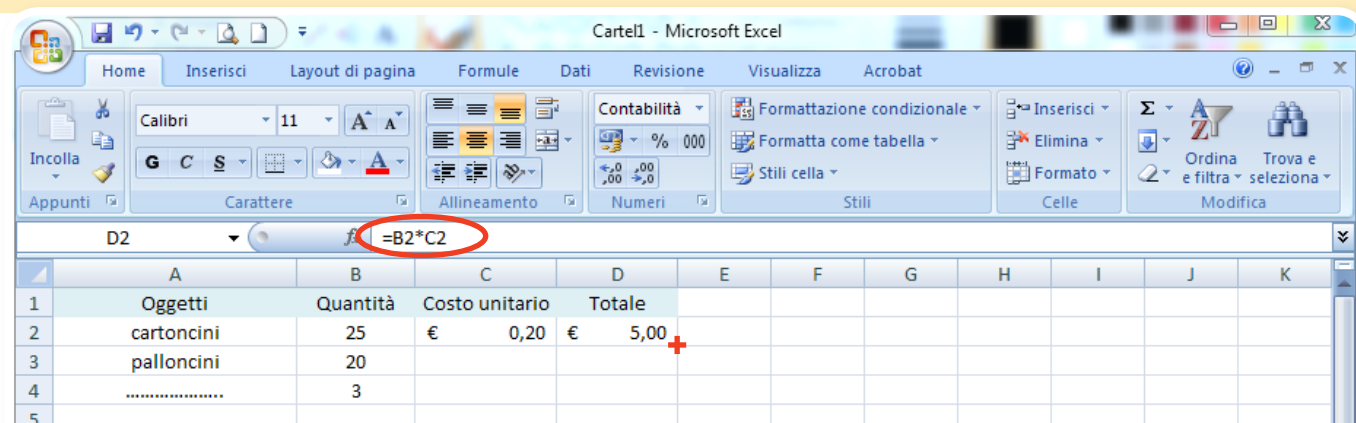 Cartel1 - Microsoft Excel
Home Inserisci Layout di pagina Formule Dati Revisione Visualizza Acrobat
Incolla
Calibri 11 A A
G C S A
Contabilità
% 000
Formattazione condizionale
Formatta come tabella
Stili cella
Inserisci
Elimina
Formato
Σ
Ordina e filtra
Trova e seleziona
Appunti Carattere Allineamento Numeri Stili Celle Modifica
D2 =B2*C2
A B C D E F G H I J K
1 Oggetti Quantità Costo unitario Totale
2 cartoncini 25 € 0,20 € 5,00
3 palloncini 20
4 ...................... 3
5